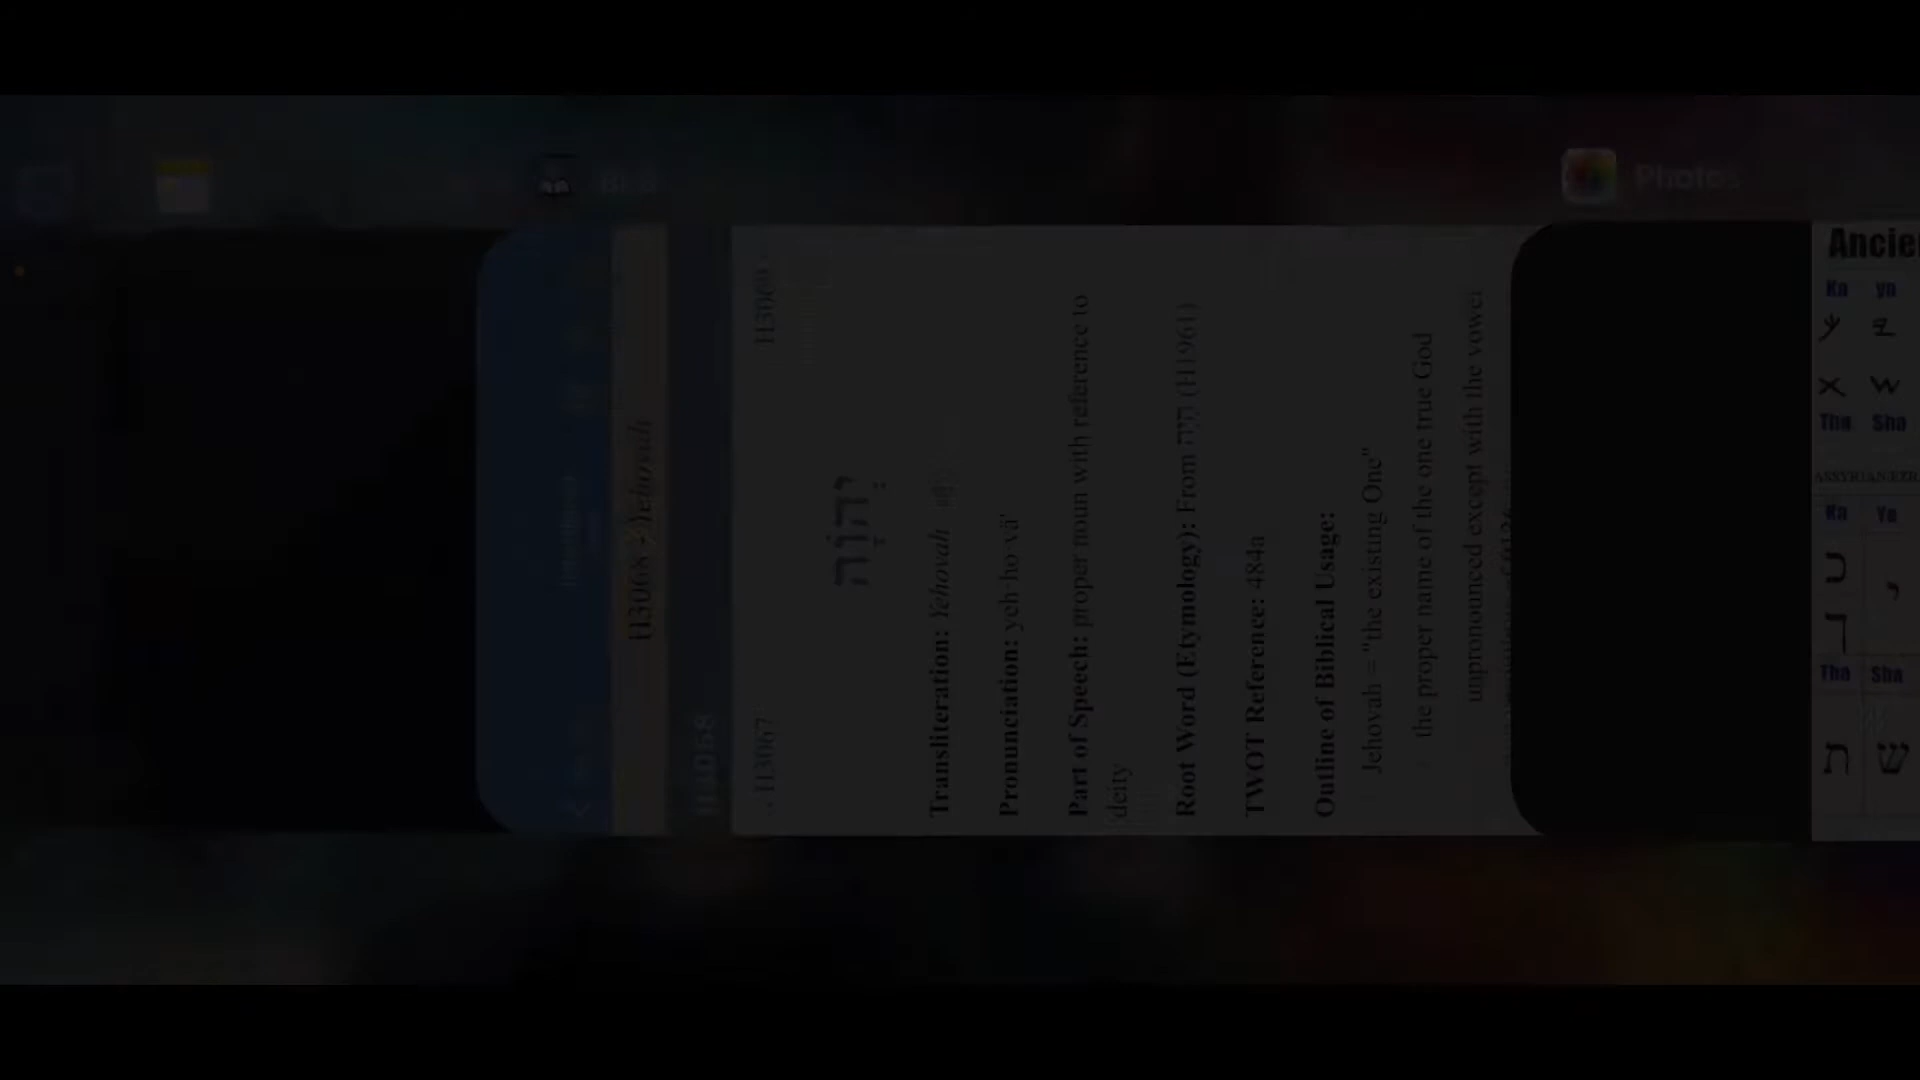 BLB
H3068 - Yehovah
H3068
H3067
H3069
יְהוָֹה
Transliteration: Yehovah
Pronunciation: yeh·ho·vä'
Part of Speech: proper noun with reference to
deity
Root Word (Etymology): From הָיָה (H1961)
TWOT Reference: 484a
Outline of Biblical Usage:
Jehovah = "the existing One"
the proper name of the one true God
unpronounced except with the vowel
Photos
Ancie
Ka ya
Tha Sha
Ka Ya
כ י
ך
Tha Sha
ת ש